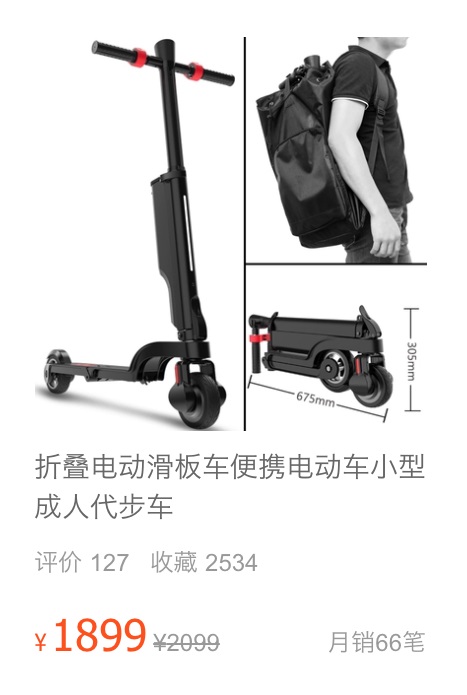 305mm
675mm
折叠电动滑板车便携电动车小型
成人代步车
评价 127 收藏 2534
¥ 1899 ¥2099 月销66笔